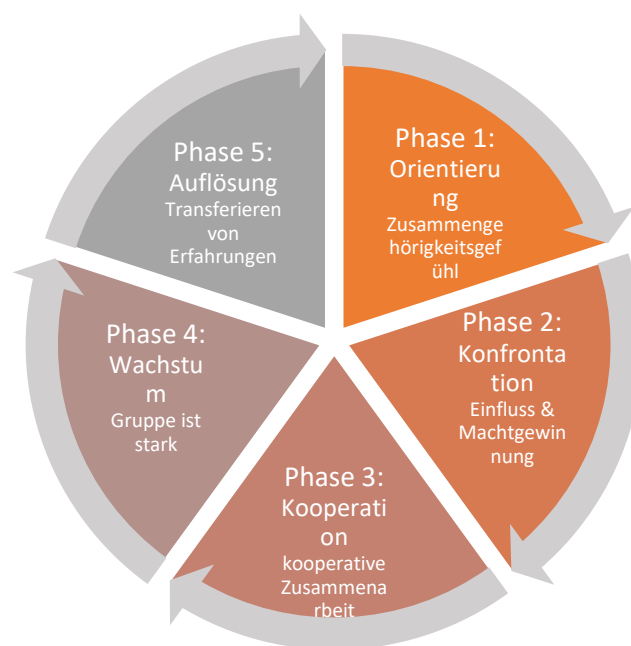 Phase 1:
Orientieru
ng
Zusammenge
hörigkeitsgef
ühl
Phase 2:
Konfronta
tion
Einfluss &
Machtgewin
nung
Phase 3:
Kooperati
on
kooperative
Zusammena
rbeit
Phase 4:
Wachstu
m
Gruppe ist
stark
Phase 5:
Auflösung
Transferieren
von
Erfahrungen